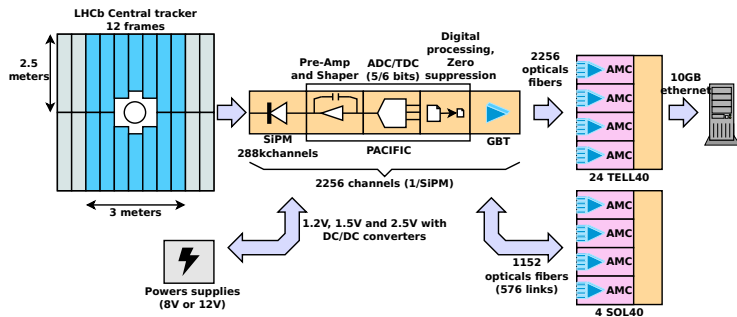 LHCb Central tracker
12 frames
2.5
meters
3 meters
Pre-Amp
and Shaper
ADC/TDC
(5/6 bits)
Digital
processing,
Zero
suppression
SiPM
288kchannels
PACIFIC
GBT
2256 channels (1/SiPM)
2256
opticals
fibers
AMC
AMC
AMC
AMC
24 TELL40
10GB
ethernet
1.2V, 1.5V and 2.5V with
DC/DC converters
Powers supplies
(8V or 12V)
1152
opticals fibers
(576 links)
AMC
AMC
AMC
AMC
4 SOL40